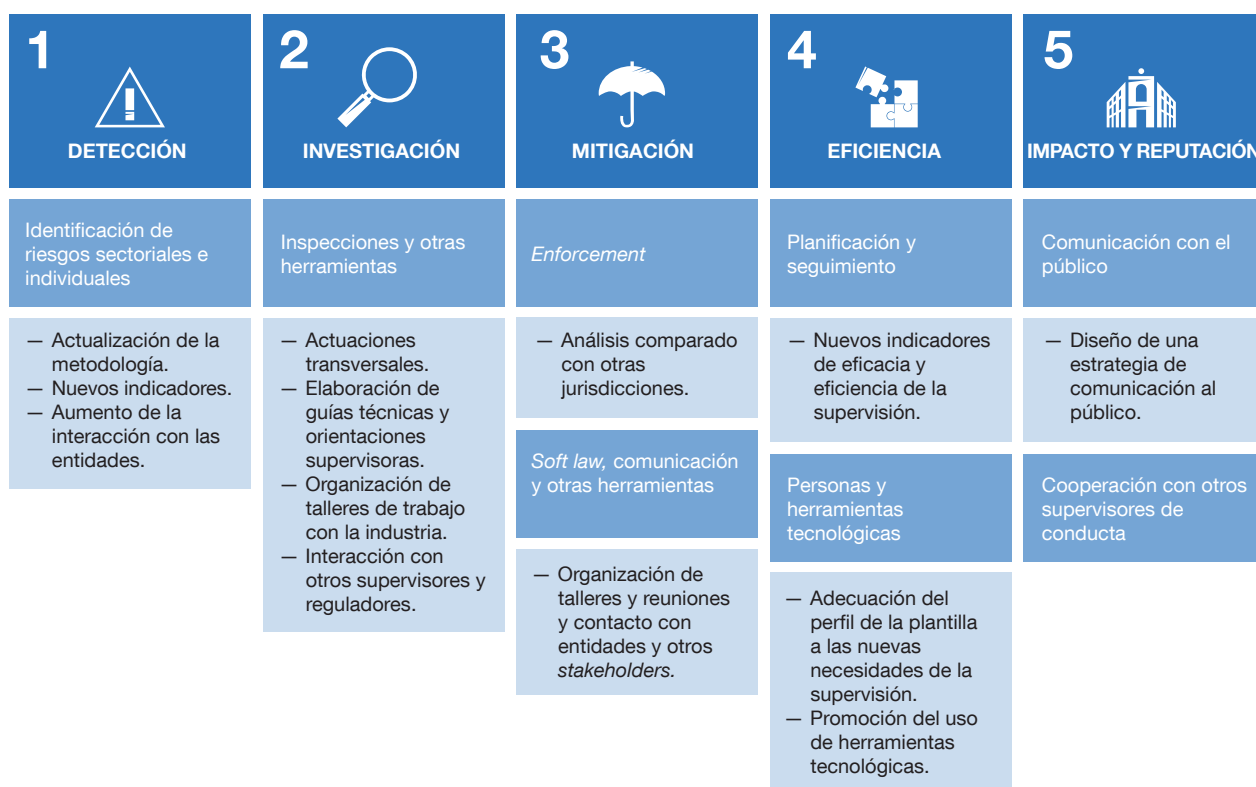 1
DETECCIÓN
Identificación de
riesgos sectoriales e
individuales
— Actualización de la
metodología.
— Nuevos indicadores.
— Aumento de la
interacción con las
entidades.
2
INVESTIGACIÓN
Inspecciones y otras
herramientas
— Actuaciones
transversales.
— Elaboración de
guías técnicas y
orientaciones
supervisoras.
— Organización de
talleres de trabajo
con la industria.
— Interacción con
otros supervisores y
reguladores.
3
MITIGACIÓN
Enforcement
— Análisis comparado
con otras
jurisdicciones.
Soft law, comunicación
y otras herramientas
— Organización de
talleres y reuniones
y contacto con
entidades y otros
stakeholders.
4
EFICIENCIA
Planificación y
seguimiento
— Nuevos indicadores
de eficacia y
eficiencia de la
supervisión.
Personas y
herramientas
tecnológicas
— Adecuación del
perfil de la plantilla
a las nuevas
necesidades de la
supervisión.
— Promoción del uso
de herramientas
tecnológicas.
5
IMPACTO Y REPUTACIÓN
Comunicación con el
público
— Diseño de una
estrategia de
comunicación al
público.
Cooperación con otros
supervisores de
conducta